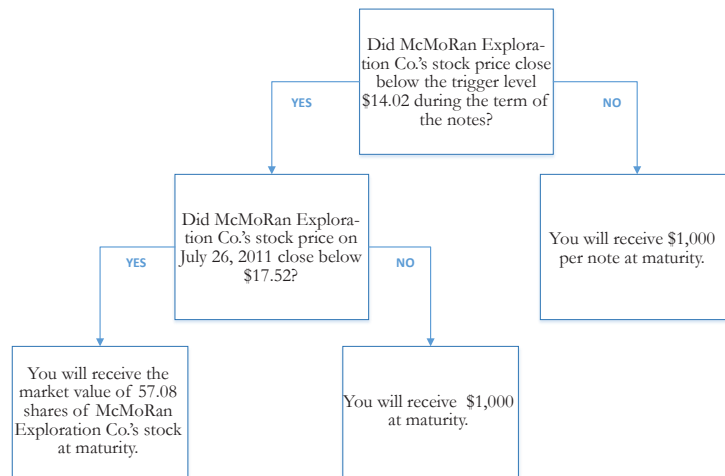 Did McMoRan Explora-
tion Co.'s stock price close
below the trigger level
$14.02 during the term of
the notes?
YES
NO
Did McMoRan Explora-
tion Co.'s stock price on
July 26, 2011 close below
$17.52?
You will receive $1,000
per note at maturity.
YES
NO
You will receive the
market value of 57.08
shares of McMoRan
Exploration Co.'s stock
at maturity.
You will receive $1,000
at maturity.